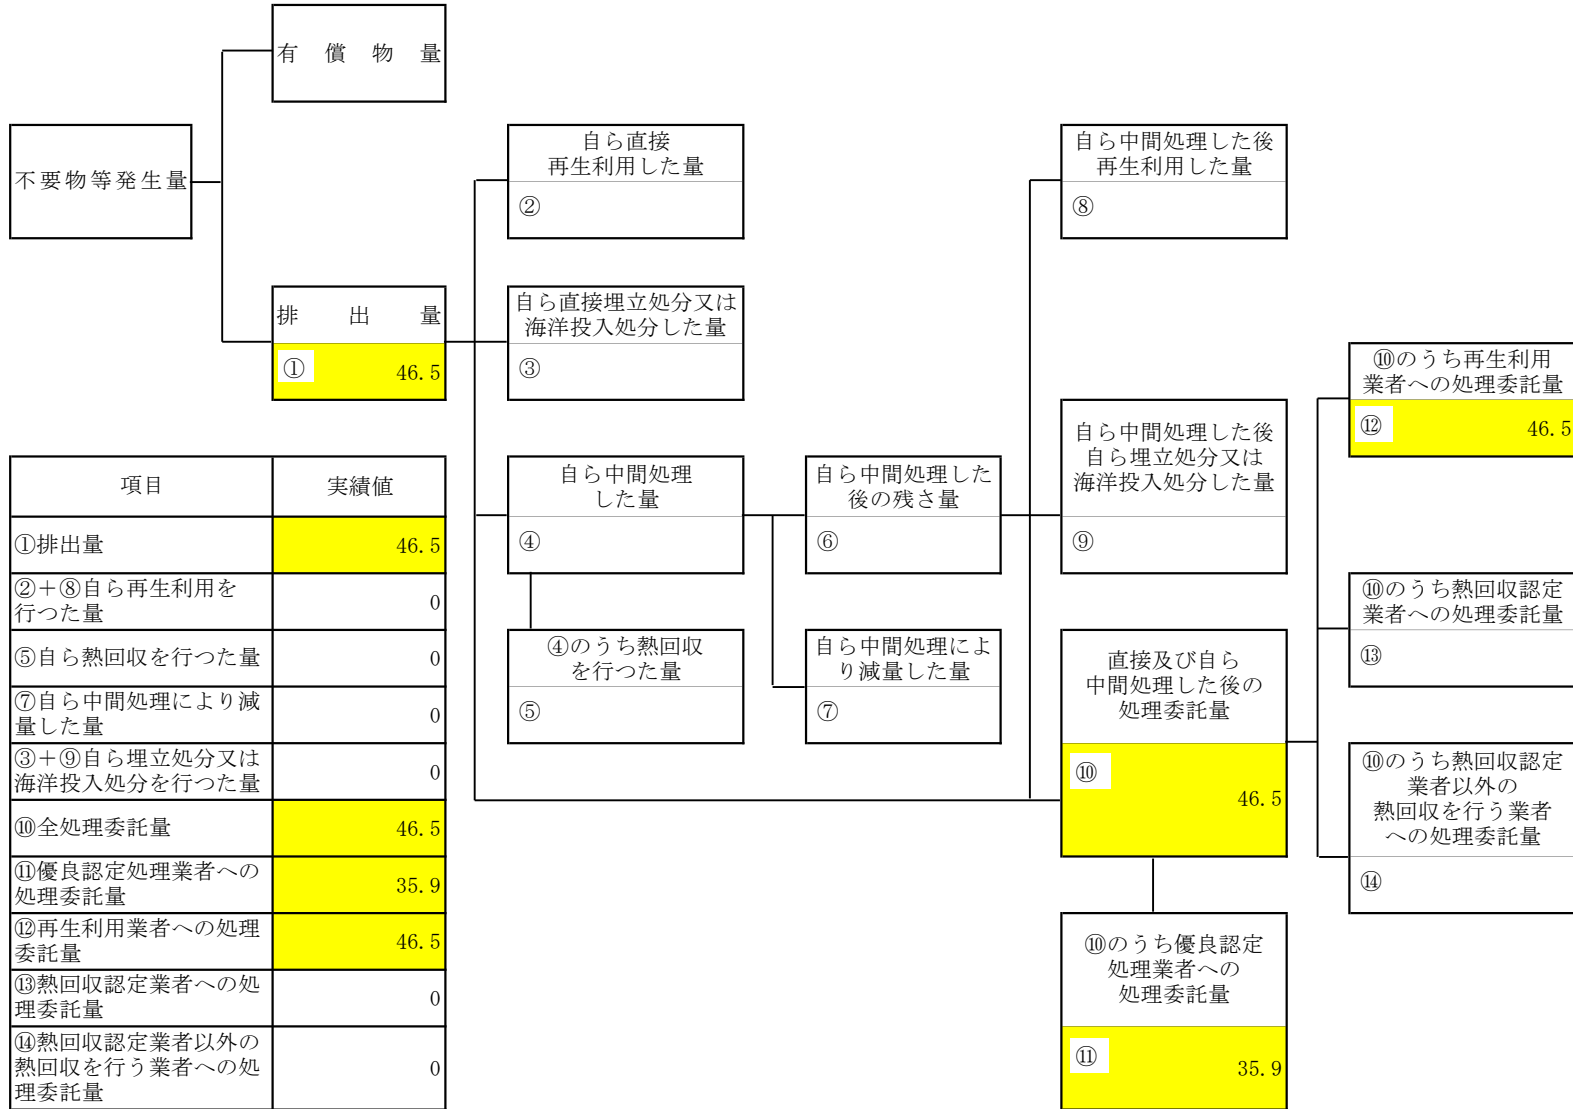 有償物量
不要物等発生量
排出量
① 46.5
自ら直接
再生利用した量
②
自ら直接埋立処分又は
海洋投入処分した量
③
自ら中間処理
した量
④
④のうち熱回収
を行つた量
⑤
自ら中間処理した
後の残さ量
⑥
自ら中間処理によ
り減量した量
⑦
自ら中間処理した後
再生利用した量
⑧
自ら中間処理した後
自ら埋立処分又は
海洋投入処分した量
⑨
直接及び自ら
中間処理した後の
処理委託量
⑩
46.5
⑩のうち優良認定
処理業者への
処理委託量
⑪ 35.9
⑩のうち再生利用
業者への処理委託量
⑫ 46.5
⑩のうち熱回収認定
業者への処理委託量
⑬
⑩のうち熱回収認定
業者以外の
熱回収を行う業者
への処理委託量
⑭
項目 実績値
①排出量 46.5
②+⑧自ら再生利用を
行つた量 0
⑤自ら熱回収を行つた量 0
⑦自ら中間処理により減
量した量 0
③+⑨自ら埋立処分又は
海洋投入処分を行つた量 0
⑩全処理委託量 46.5
⑪優良認定処理業者への
処理委託量 35.9
⑫再生利用業者への処理
委託量 46.5
⑬熱回収認定業者への処
理委託量 0
⑭熱回収認定業者以外の
熱回収を行う業者への処 0
理委託量